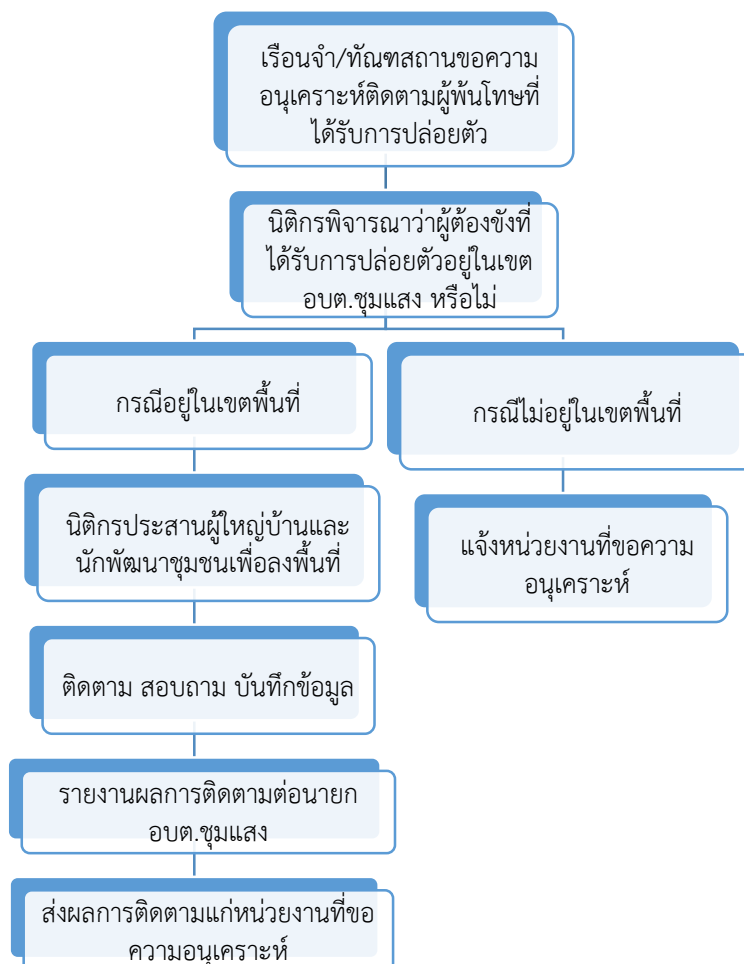 เรือนจำ/ทัณฑสถานขอความ
อนุเคราะห์ติดตามผู้พ้นโทษที่
ได้รับการปล่อยตัว
นิติกรพิจารณาว่าผู้ต้องขังที่
ได้รับการปล่อยตัวอยู่ในเขต
อบต.ชุมแสง หรือไม่
กรณีอยู่ในเขตพื้นที่
กรณีไม่อยู่ในเขตพื้นที่
นิติกรประสานผู้ใหญ่บ้านและ
นักพัฒนาชุมชนเพื่อลงพื้นที่
แจ้งหน่วยงานที่ขอความ
อนุเคราะห์
ติดตาม สอบถาม บันทึกข้อมูล
รายงานผลการติดตามต่อนายก
อบต.ชุมแสง
ส่งผลการติดตามแก่หน่วยงานที่ขอ
ความอนุเคราะห์